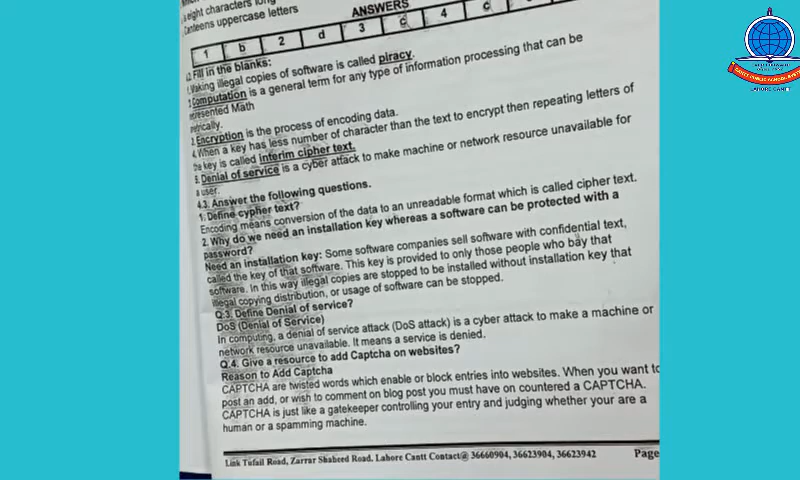 eight characters long
uppercase letters
ANSWERS
1 b 2 d 3 c 4 c
Fill in the blanks:
Making illegal copies of software is called piracy.
Computation is a general term for any type of information processing that can be
represented Math
3. Encryption is the process of encoding data.
4. When a key has less number of character than the text to encrypt then repeating letters of
the key is called interim cipher text.
5. Denial of service is a cyber attack to make machine or network resource unavailable for
a user.
4.3. Answer the following questions.
1. Define cypher text?
Encoding means conversion of the data to an unreadable format which is called cipher text.
2. Why do we need an installation key whereas a software can be protected with a
password?
Need an installation key: Some software companies sell software with confidential text,
called the key of that software. This key is provided to only those people who bay that
software. In this way illegal copies are stopped to be installed without installation key that
illegal copying distribution, or usage of software can be stopped.
Q.3. Define Denial of service?
DoS (Denial of Service)
In computing, a denial of service attack (DoS attack) is a cyber attack to make a machine or
network resource unavailable. It means a service is denied.
Q.4. Give a resource to add Captcha on websites?
Reason to Add Captcha
CAPTCHA are twisted words which enable or block entries into websites. When you want to
post an add, or wish to comment on blog post you must have on countered a CAPTCHA.
CAPTCHA is just like a gatekeeper controlling your entry and judging whether your are a
human or a spamming machine.
Link Tufail Road, Zarrar Shaheed Road, Lahore Cantt Contact@ 36660904, 36623904, 36623942 Page
LAHORE CANTT